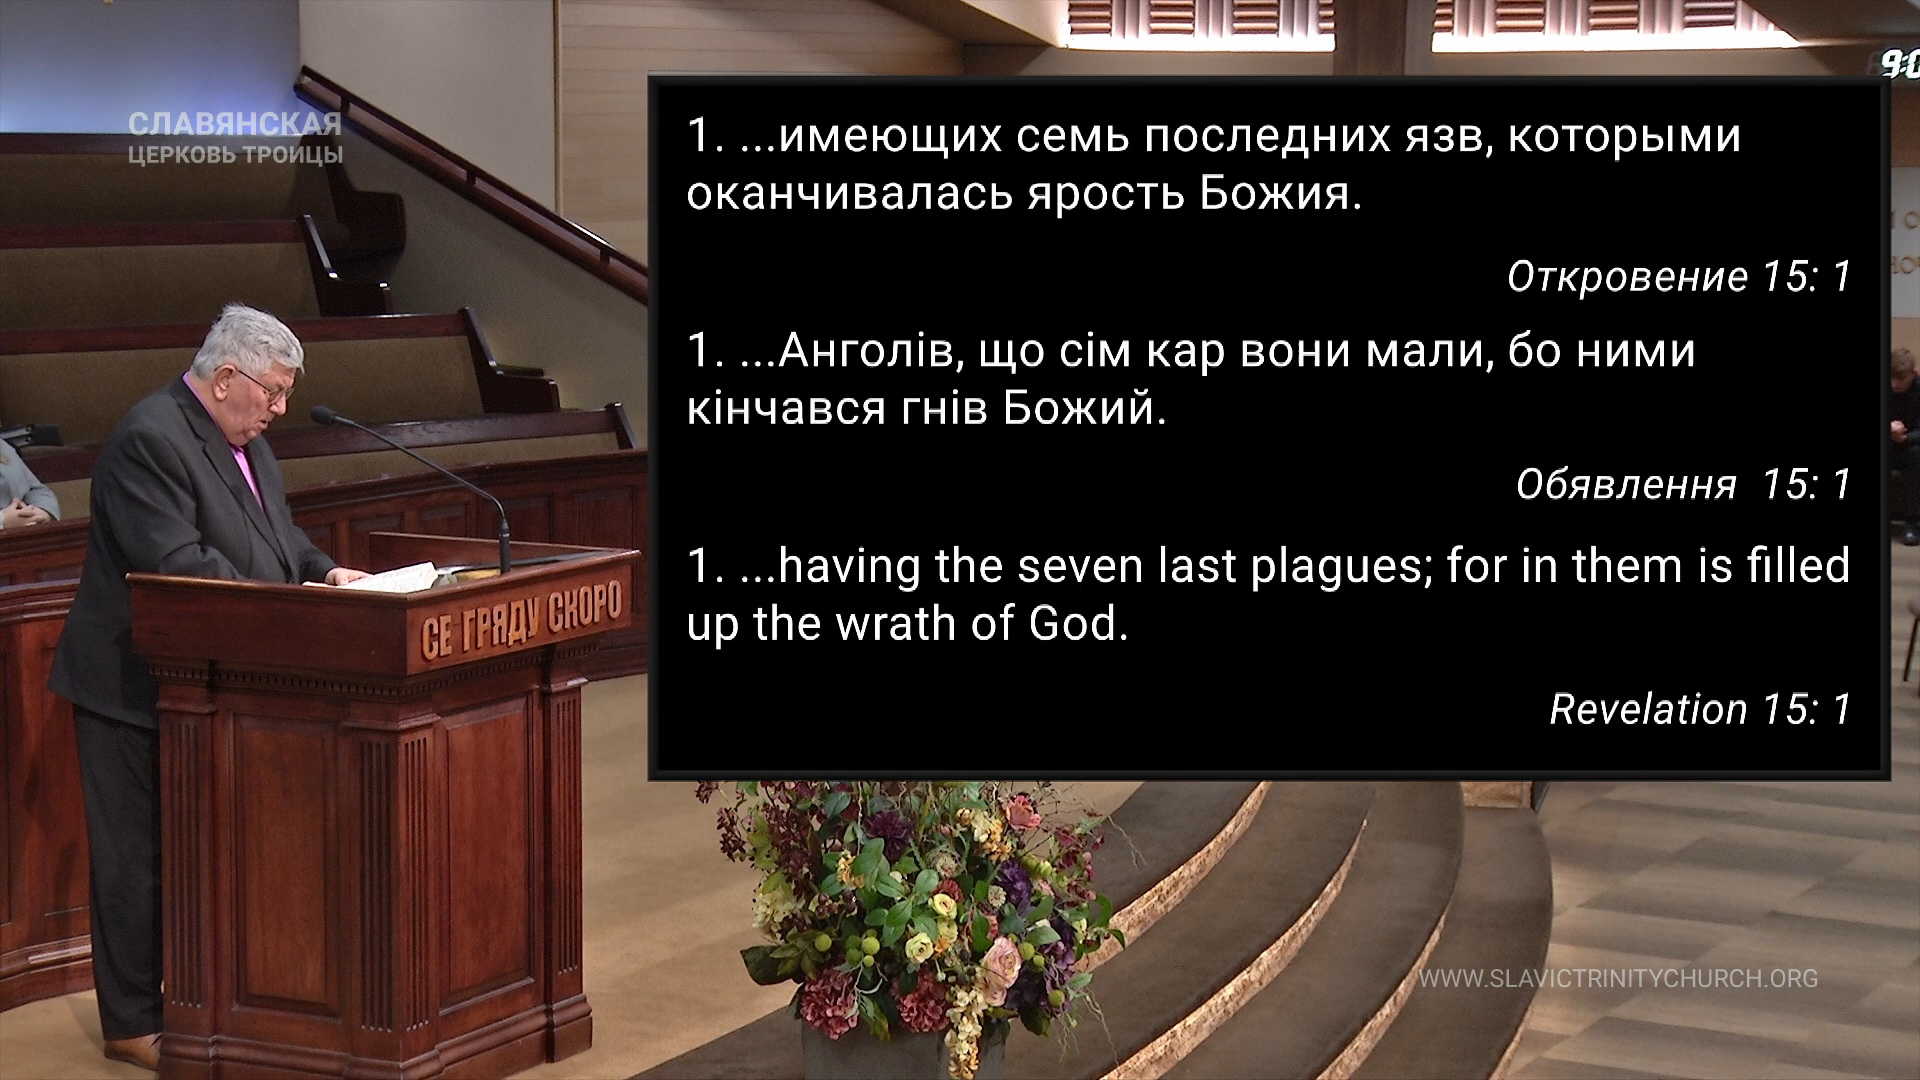 СЛАВЯНСКАЯ
ЦЕРКОВЬ ТРОИЦЫ
1. ...имеющих семь последних язв, которыми
оканчивалась ярость Божия.
Откровение 15: 1
1. ...Анголів, що сім кар вони мали, бо ними
кінчався гнів Божий.
Обявлення 15: 1
1. ...having the seven last plagues; for in them is filled
up the wrath of God.
Revelation 15: 1
СЕ ГРЯДУ СКОРО
WWW.SLAVICTRINITYCHURCH.ORG